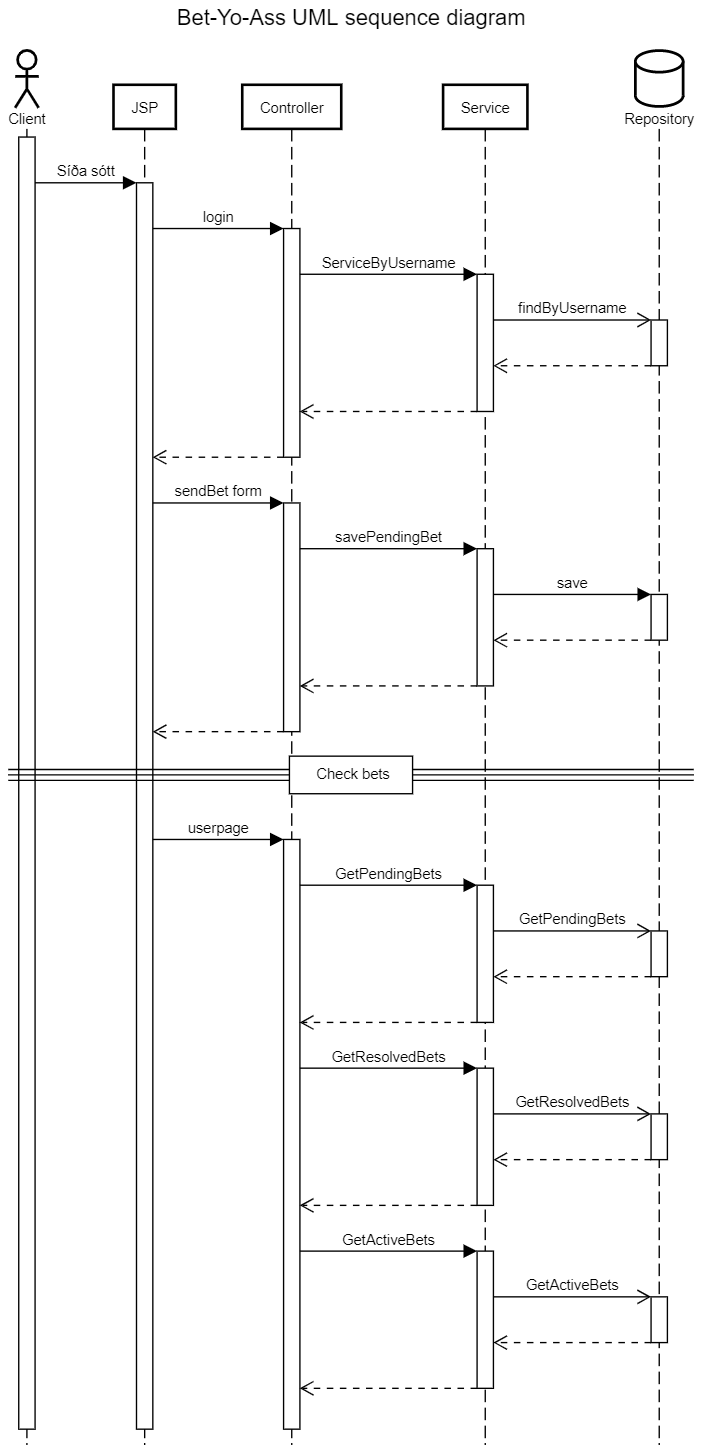 Bet-Yo-Ass UML sequence diagram
Client
JSP
Controller
Service
Repository
Síða sótt
login
ServiceByUsername
findByUsername
sendBet form
savePendingBet
save
Check bets
userpage
GetPendingBets
GetPendingBets
GetResolvedBets
GetResolvedBets
GetActiveBets
GetActiveBets